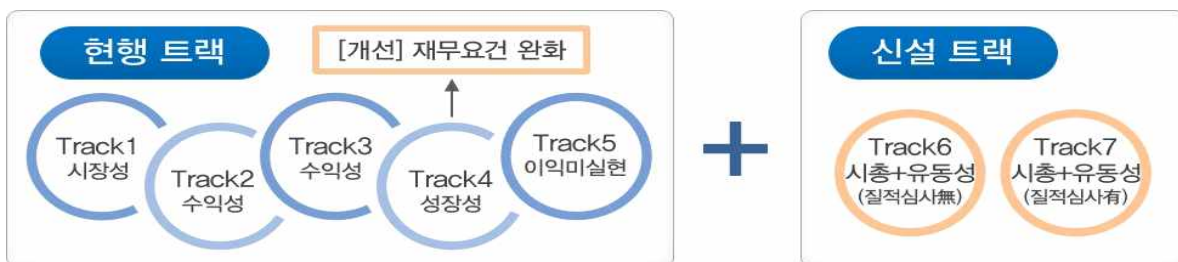 현행 트랙
[개선] 재무요건 완화
Track1
시장성
Track2
수익성
Track3
수익성
Track4
성장성
Track5
이익미실현
+
신설 트랙
Track6
시총+유동성
(질적심사無)
Track7
시총+유동성
(질적심사有)